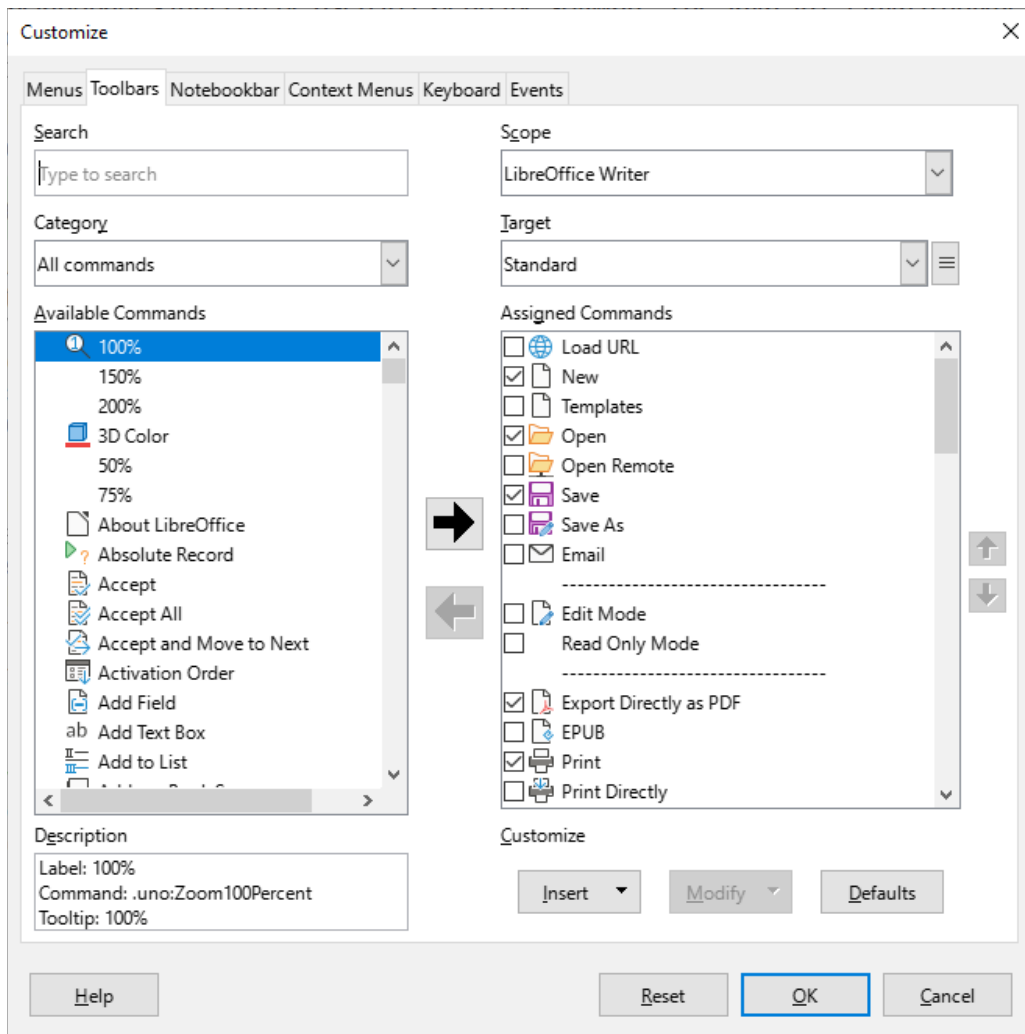 Customize
Menus Toolbars Notebookbar Context Menus Keyboard Events
Search
Type to search
Category
All commands
Available Commands
100%
150%
200%
3D Color
50%
75%
About LibreOffice
Absolute Record
Accept
Accept All
Accept and Move to Next
Activation Order
Add Field
ab Add Text Box
Add to List
Description
Label: 100%
Command: .uno:Zoom100Percent
Tooltip: 100%
Scope
LibreOffice Writer
Target
Standard
Assigned Commands
Load URL
New
Templates
Open
Open Remote
Save
Save As
Email
----------------------------------
Edit Mode
Read Only Mode
----------------------------------
Export Directly as PDF
EPUB
Print
Print Directly
Customize
Insert Modify Defaults
Help Reset OK Cancel